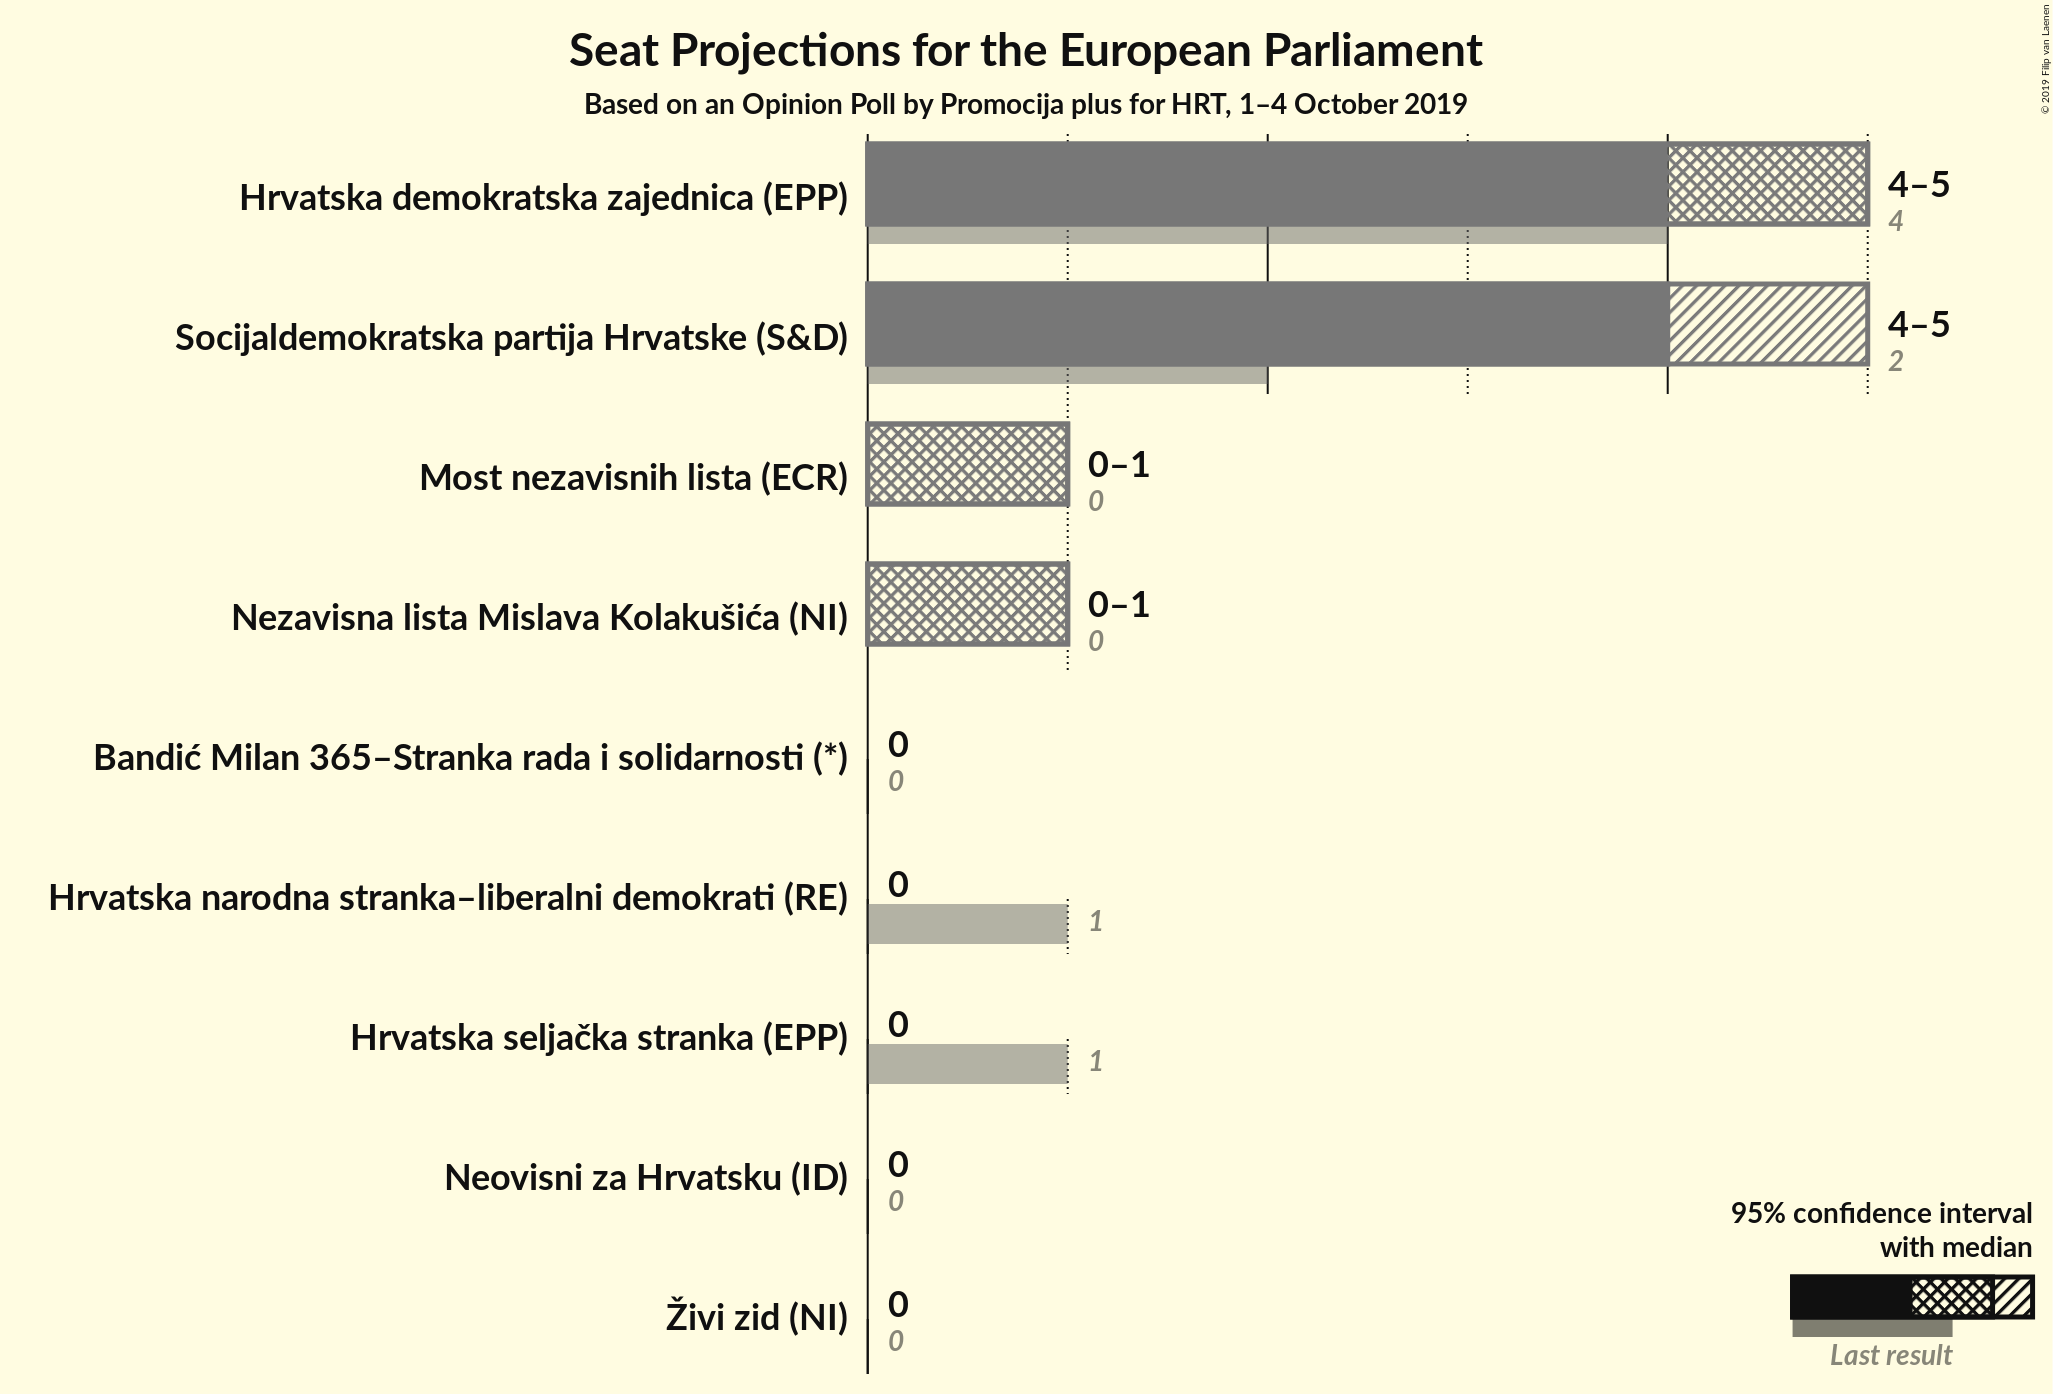 Seat Projections for the European Parliament
Based on an Opinion Poll by Promocija plus for HRT, 1–4 October 2019
© 2019 Filip van Laenen
Hrvatska demokratska zajednica (EPP)
4–5
4
Socijaldemokratska partija Hrvatske (S&D)
4–5
2
Most nezavisnih lista (ECR)
0–1
0
Nezavisna lista Mislava Kolakušića (NI)
0–1
0
Bandić Milan 365–Stranka rada i solidarnosti (*)
0
0
Hrvatska narodna stranka–liberalni demokrati (RE)
0
1
Hrvatska seljačka stranka (EPP)
0
1
Neovisni za Hrvatsku (ID)
0
0
Živi zid (NI)
0
0
95% confidence interval
with median
Last result